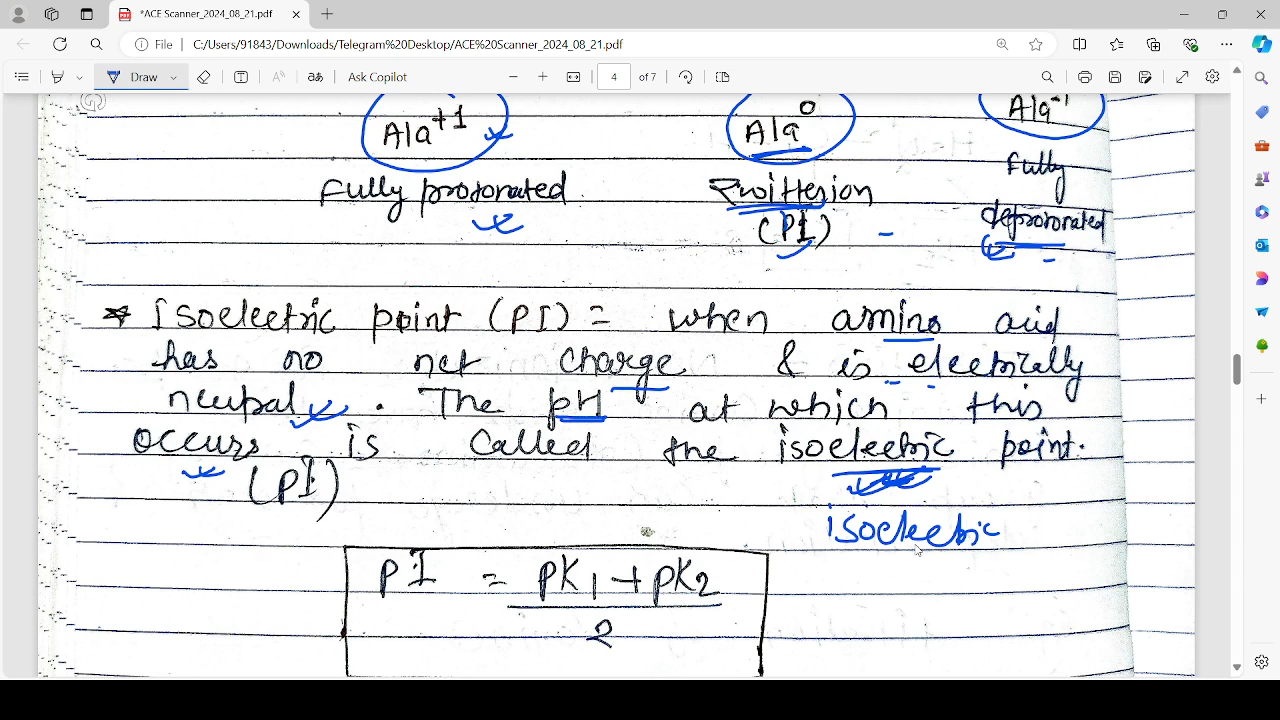 *ACE Scanner_2024_08_21.pdf
File | C:/Users/91843/Downloads/Telegram%20Desktop/ACE%20Scanner_2024_08_21.pdf
Draw
Ask Copilot
4 of 7
Ala+1 Ala0 Ala-1
Fully protonated Zwitterion Fully
(PI) deprotonated
* isoelectric point (PI) = when amino acid
has no net charge & is electrically
neutral. The pH at which this
occurs is called the isoelectric point.
(PI)
isoelectric
PI = PK1 + PK2
2